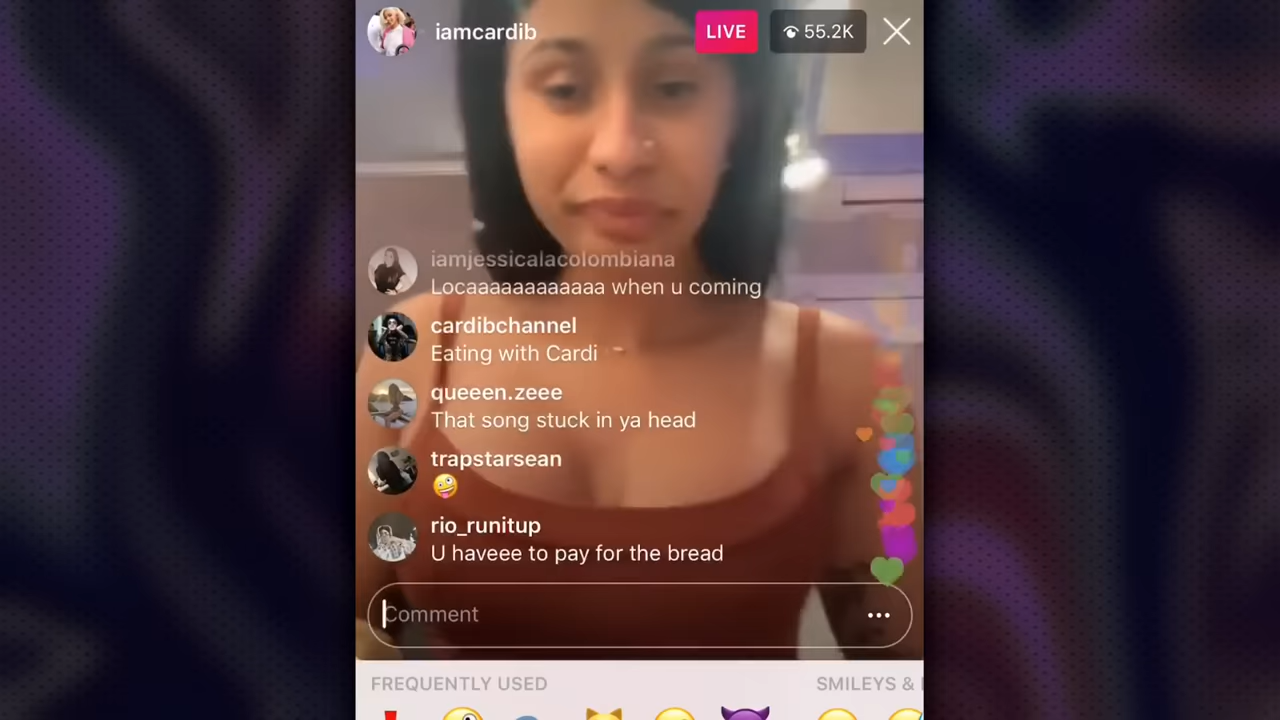 iamcardib
LIVE
55.2K
iamjessicalacolombiana
Locaaaaaaaaaaaa when u coming
cardibchannel
Eating with Cardi
queeen.zeee
That song stuck in ya head
trapstarsean
rio_runitup
U haveee to pay for the bread
Comment
FREQUENTLY USED
SMILEYS &